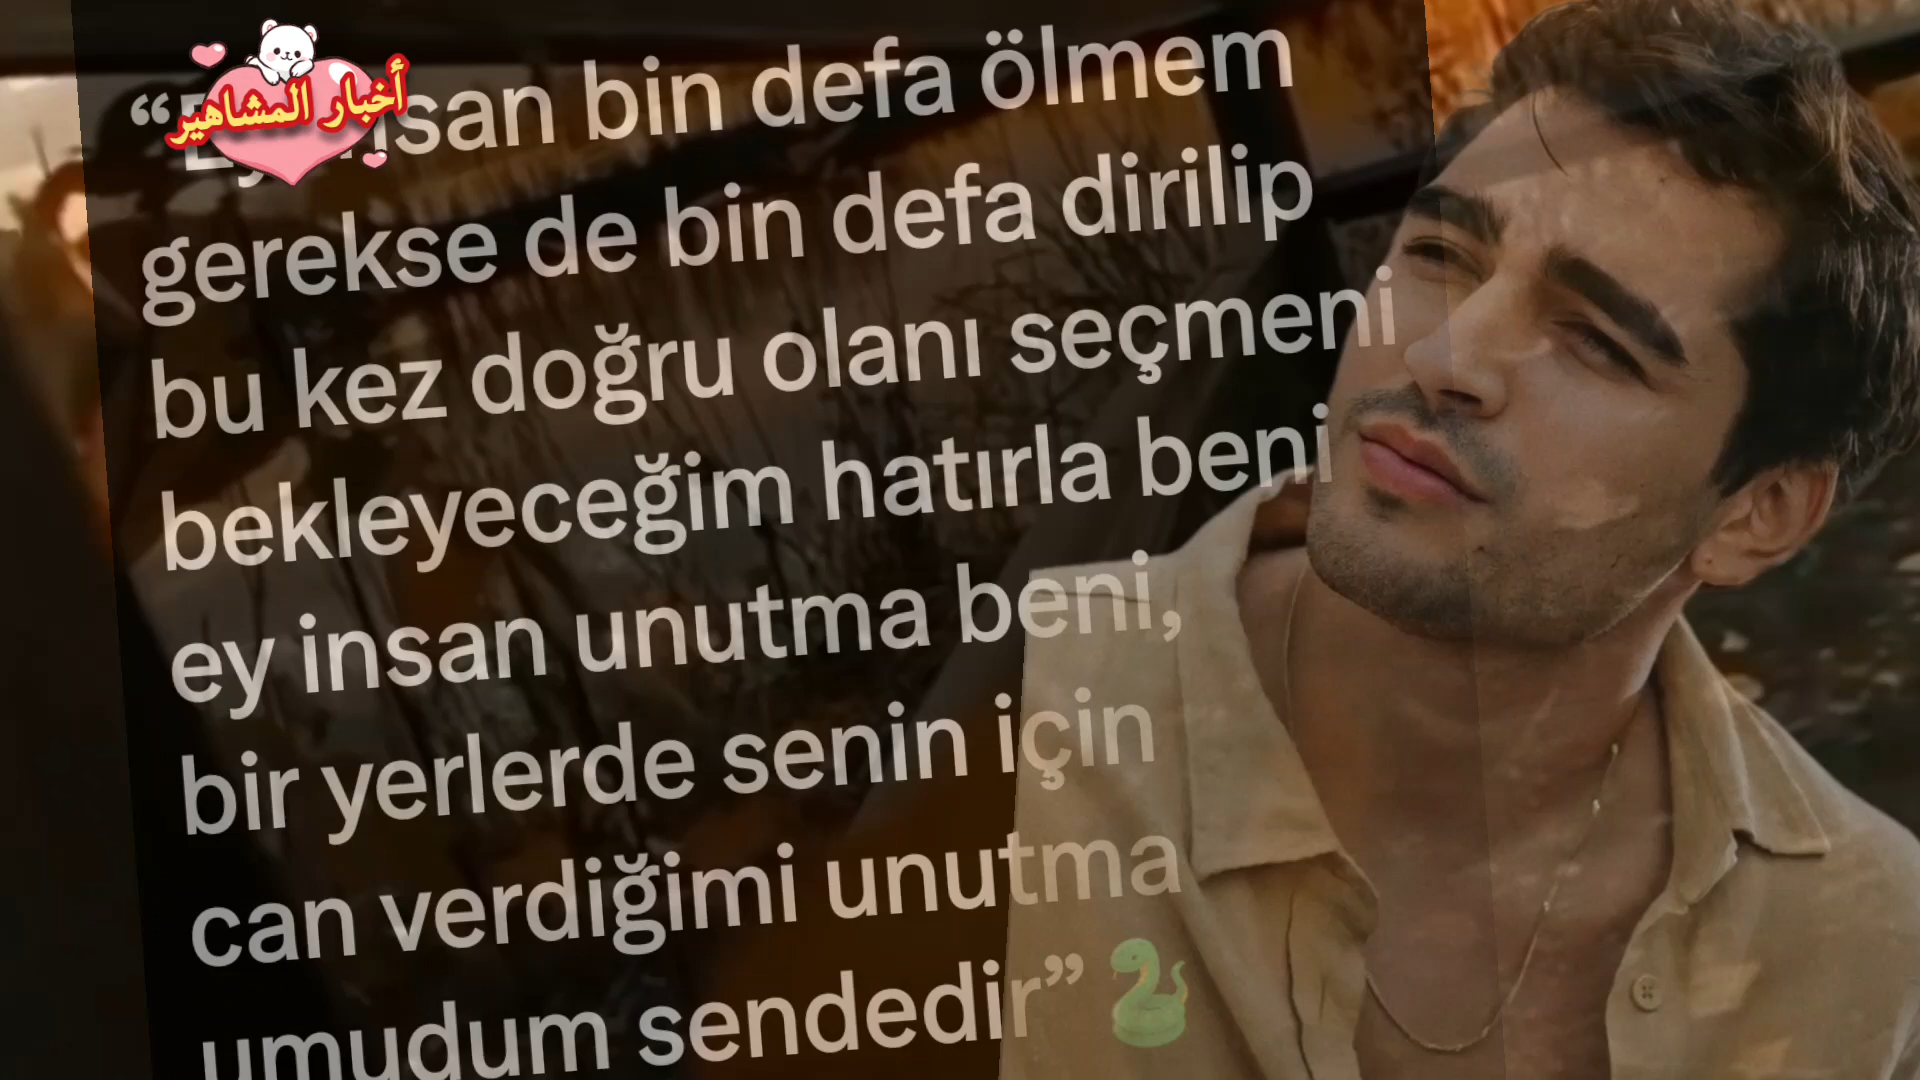 أخبار المشاهير
insan bin defa ölmem
gerekse de bin defa dirilip
bu kez doğru olanı seçmeni
bekleyeceğim hatırla beni
ey insan unutma beni,
bir yerlerde senin için
can verdiğimi unutma
umudum sendedir” 🐍